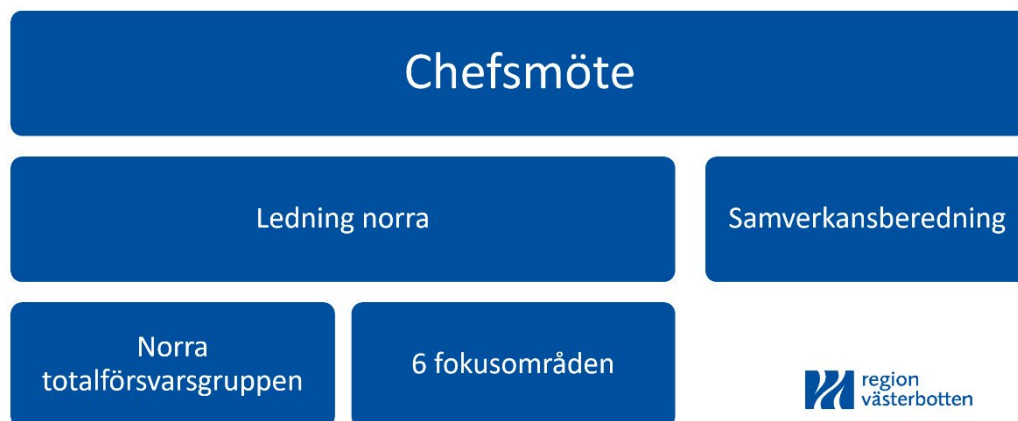 Chefsmöte
Ledning norra
Samverkansberedning
Norra
totalförsvarsgruppen
6 fokusområden
region
västerbotten